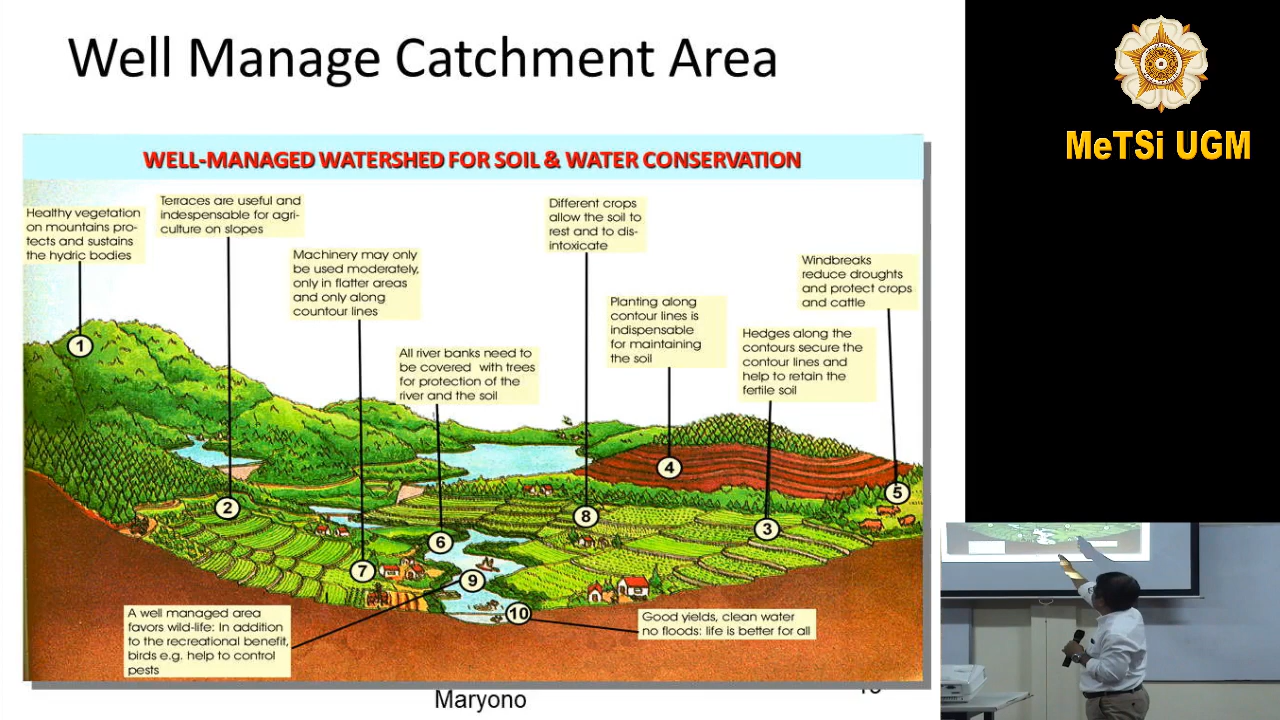 Well Manage Catchment Area
MeTSi UGM
WELL-MANAGED WATERSHED FOR SOIL & WATER CONSERVATION
Healthy vegetation
on mountains pro-
tects and sustains
the hydric bodies
Terraces are useful and
indespensable for agri-
culture on slopes
Machinery may only
be used moderately,
only in flatter areas
and only along
countour lines
All river banks need to
be covered with trees
for protection of the
river and the soil
Different crops
allow the soil to
rest and to dis-
intoxicate
Planting along
contour lines is
indispensable
for maintaining
the soil
Hedges along the
contours secure the
contour lines and
help to retain the
fertile soil
Windbreaks
reduce droughts
and protect crops
and cattle
1
2
3
4
5
6
7
8
9
10
A well managed area
favors wild-life: In addition
to the recreational benefit,
birds e.g. help to control
pests
Good yields, clean water
no floods: life is better for all
Maryono